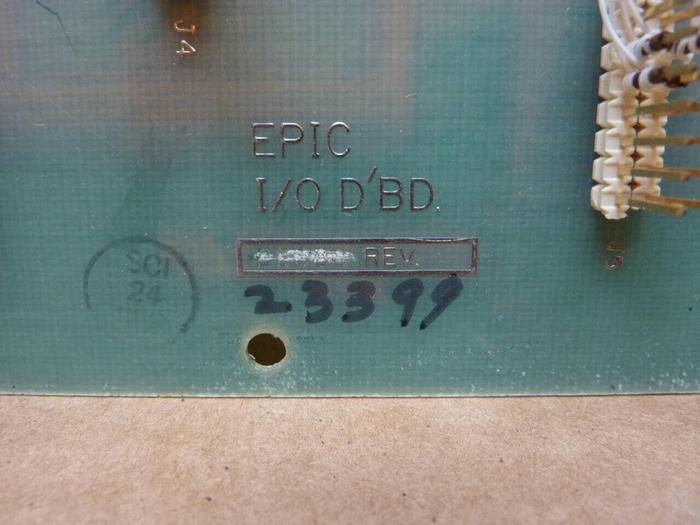 J4
EPIC
I/O D'BD.
REV.
23399
SCI
24
J5